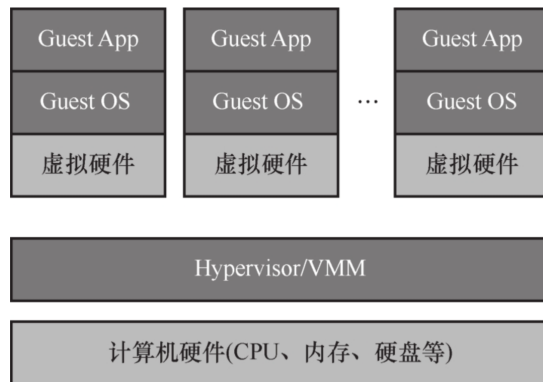 Guest App Guest App Guest App
Guest OS Guest OS … Guest OS
虚拟硬件 虚拟硬件 虚拟硬件
Hypervisor/VMM
计算机硬件(CPU、内存、硬盘等)